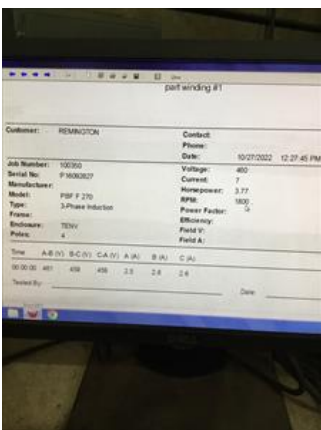 part winding #1
Customer: REMINGTON Contact:
Phone:
Date: 10/27/2022 12:27:45 PM
Job Number: 100350 Voltage: 460
Serial No: Current: 7
Manufacturer: Horsepower: 3.77
Model: PBF F 270 RPM: 1800
Type: 3-Phase Induction Power Factor:
Frame: Efficiency:
Enclosure: TENV Field V:
Poles: 4 Field A:
Time A-B (V) B-C (V) C-A (V) A (A) B (A) C (A)
00:00:00 461 459 459 2.5 2.6 2.6
Tested By: Date: